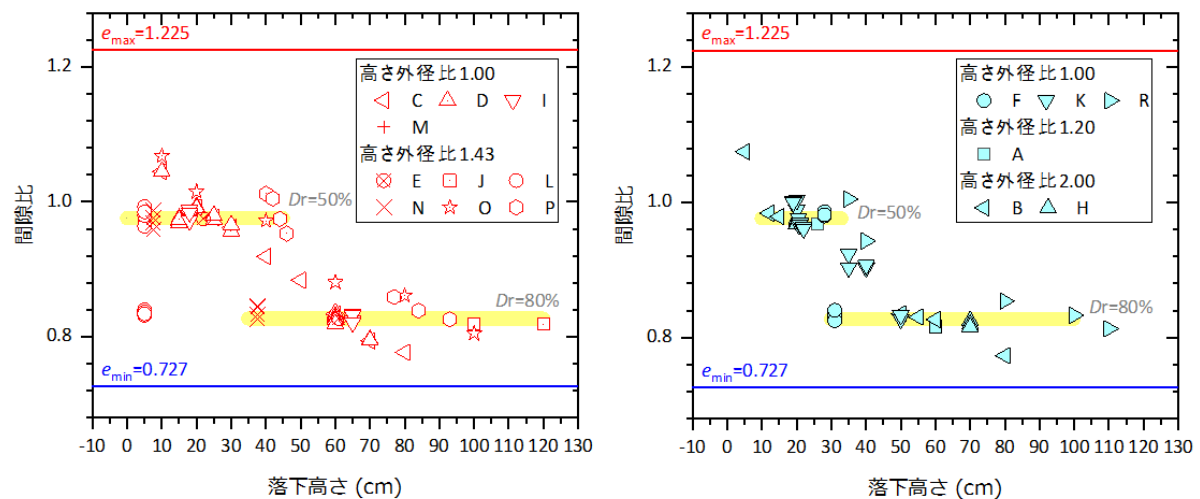 e_max=1.225
1.2
高さ外径比1.00
C D I
M
高さ外径比1.43
E J L
N O P
1.0
Dr=50%
間隙比
0.8
Dr=80%
e_min=0.727
-10 0 10 20 30 40 50 60 70 80 90 100 110 120 130
落下高さ (cm)
e_max=1.225
1.2
高さ外径比1.00
F K R
高さ外径比1.20
A
高さ外径比2.00
B H
1.0
Dr=50%
間隙比
0.8
Dr=80%
e_min=0.727
-10 0 10 20 30 40 50 60 70 80 90 100 110 120 130
落下高さ (cm)